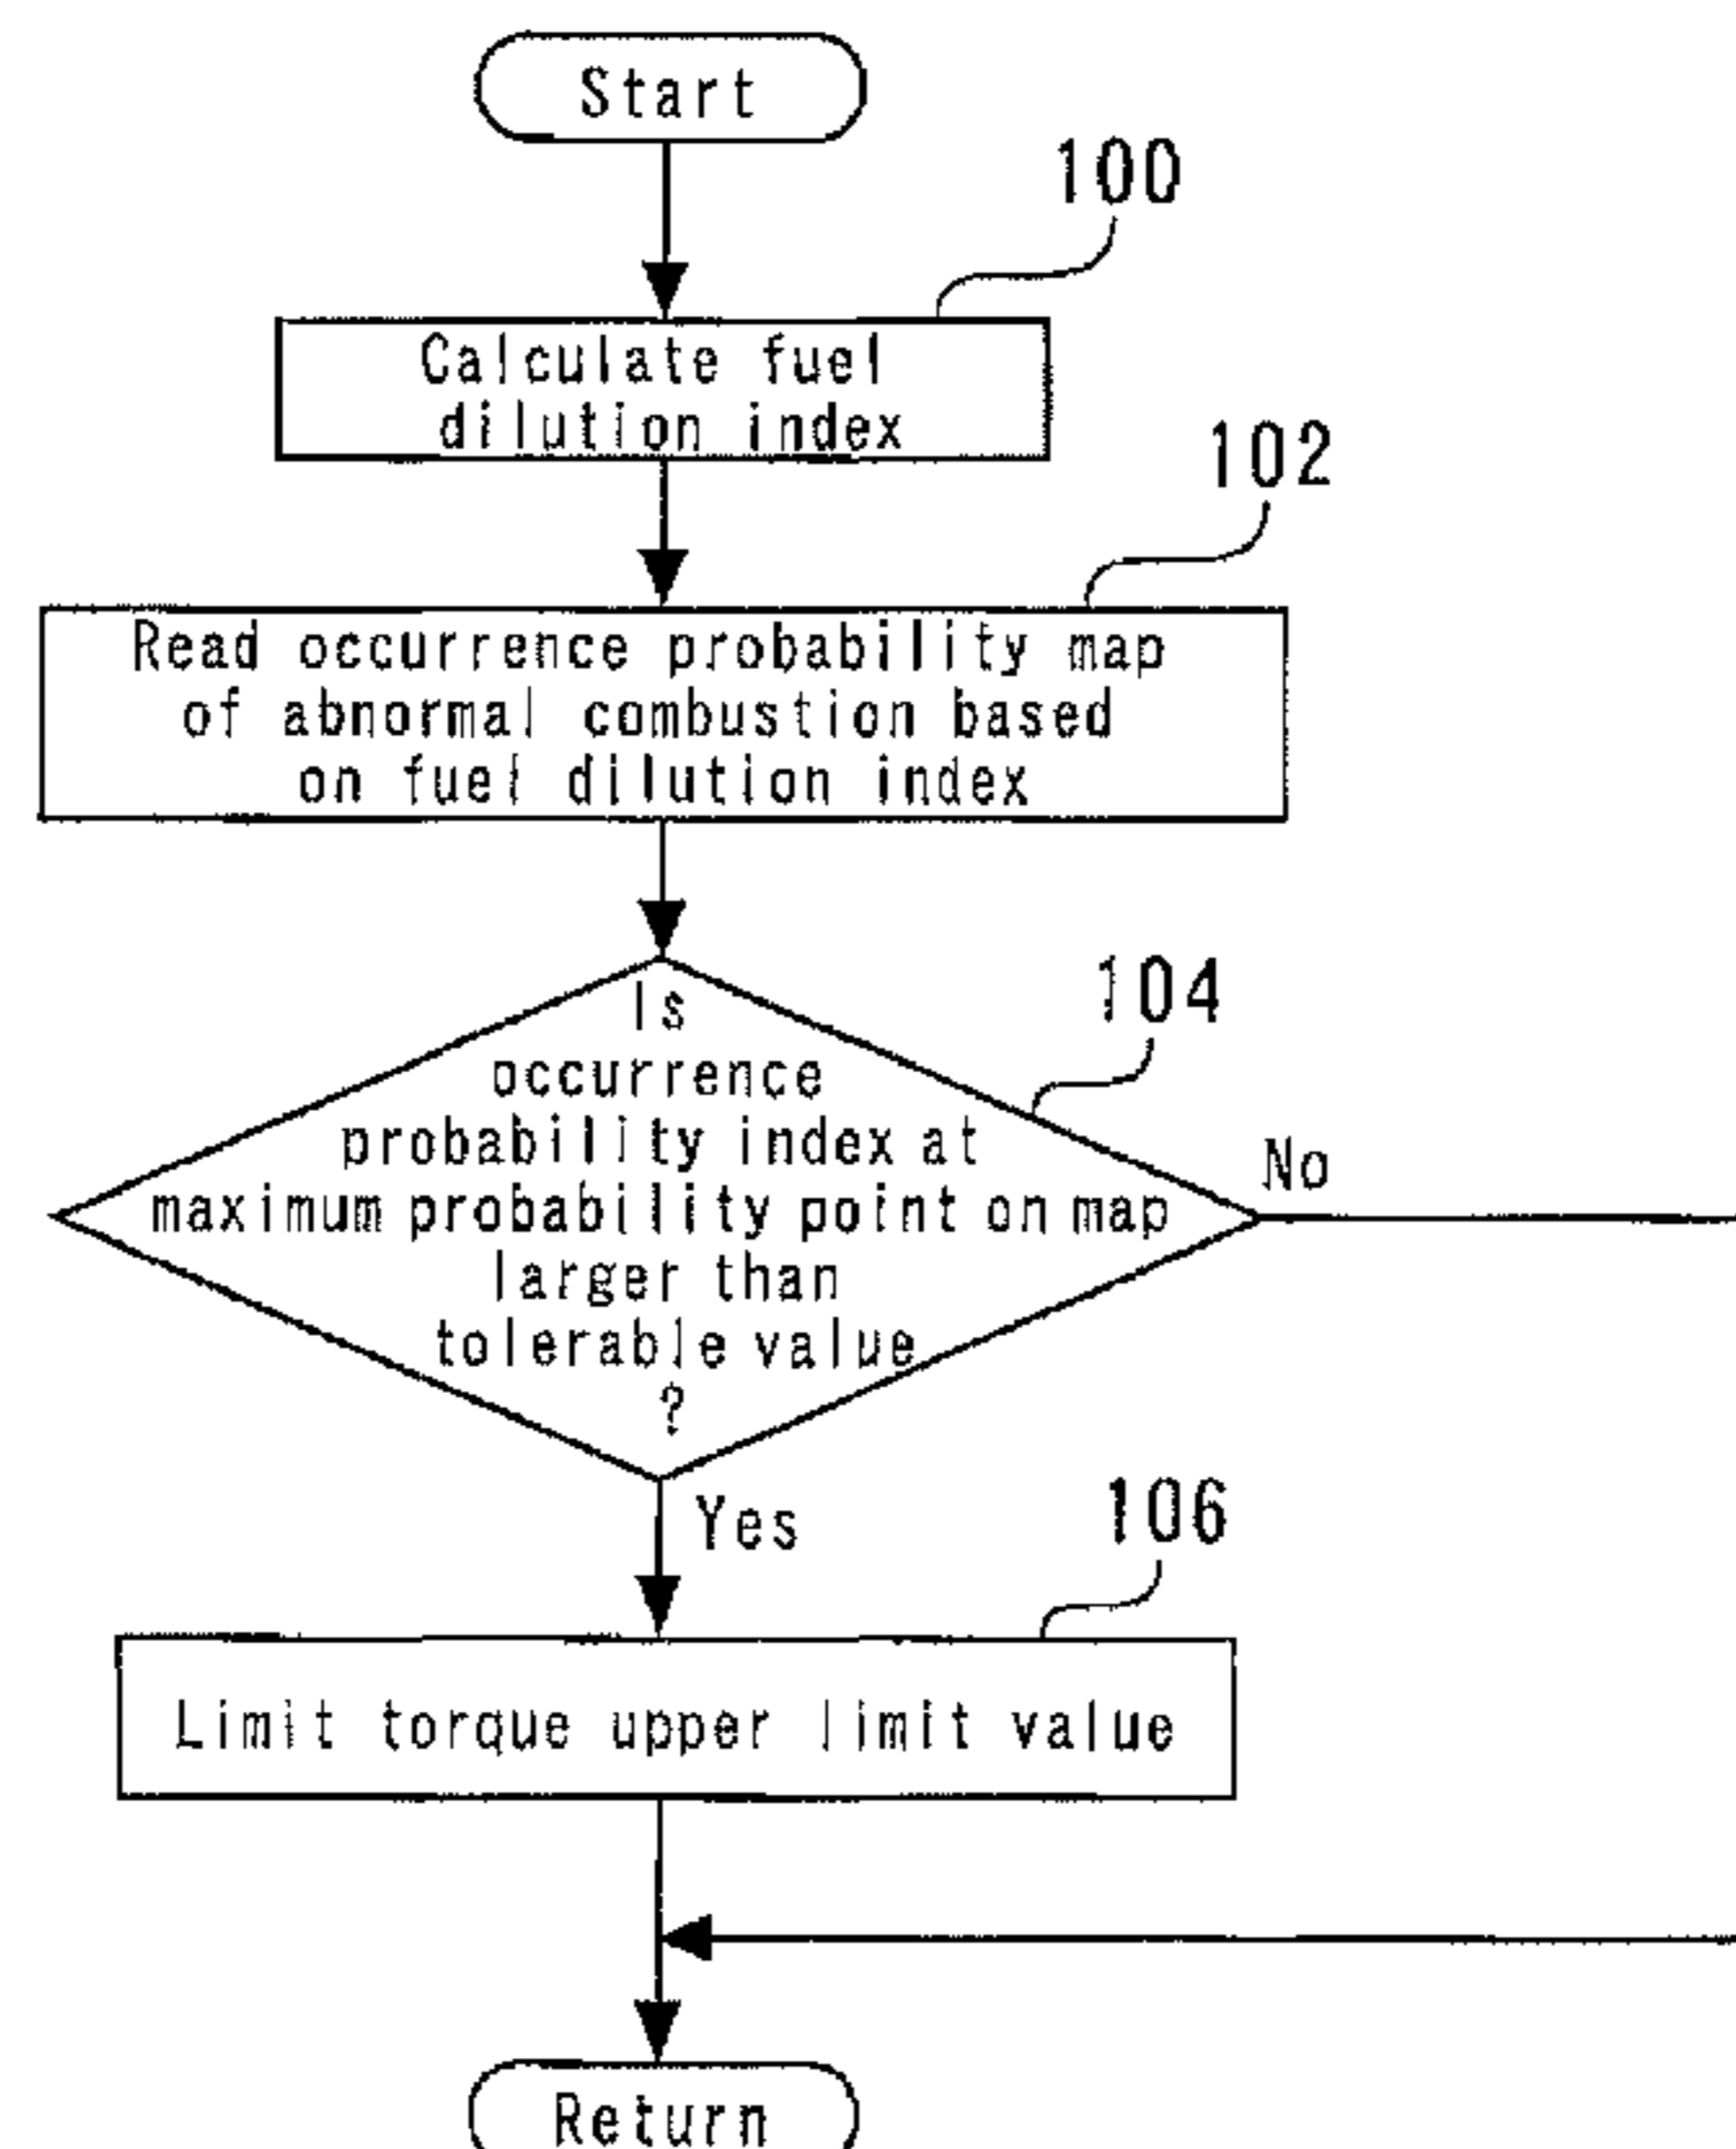 Start
100
Calculate fuel
dilution index
102
Read occurrence probability map
of abnormal combustion based
on fuel dilution index
104
Is
occurrence
probability index at
maximum probability point on map
larger than
tolerable value
?
No
Yes
106
Limit torque upper limit value
Return